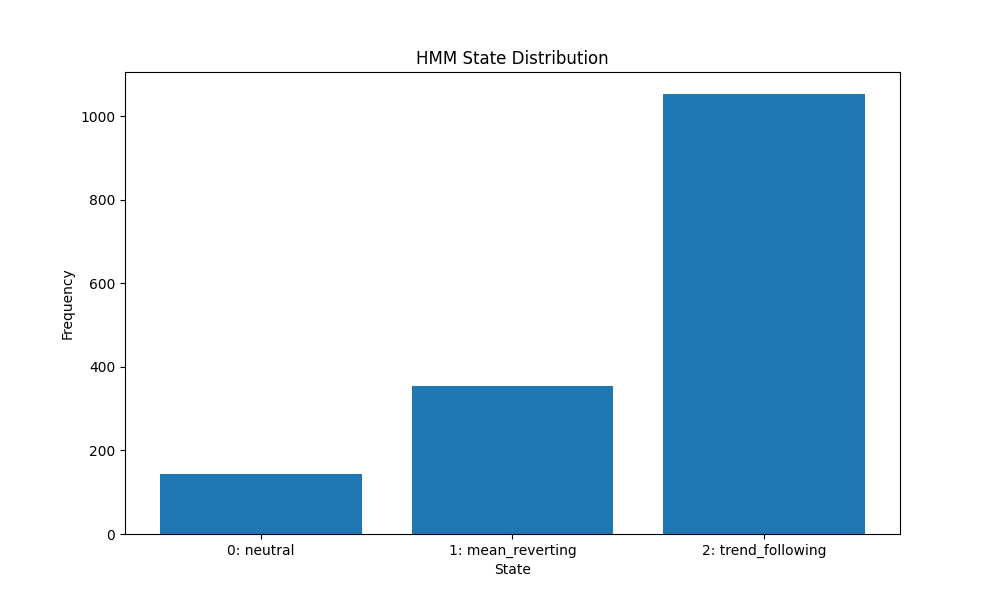 HMM State Distribution
1000
800
600
400
200
0
Frequency
0: neutral
1: mean_reverting
2: trend_following
State